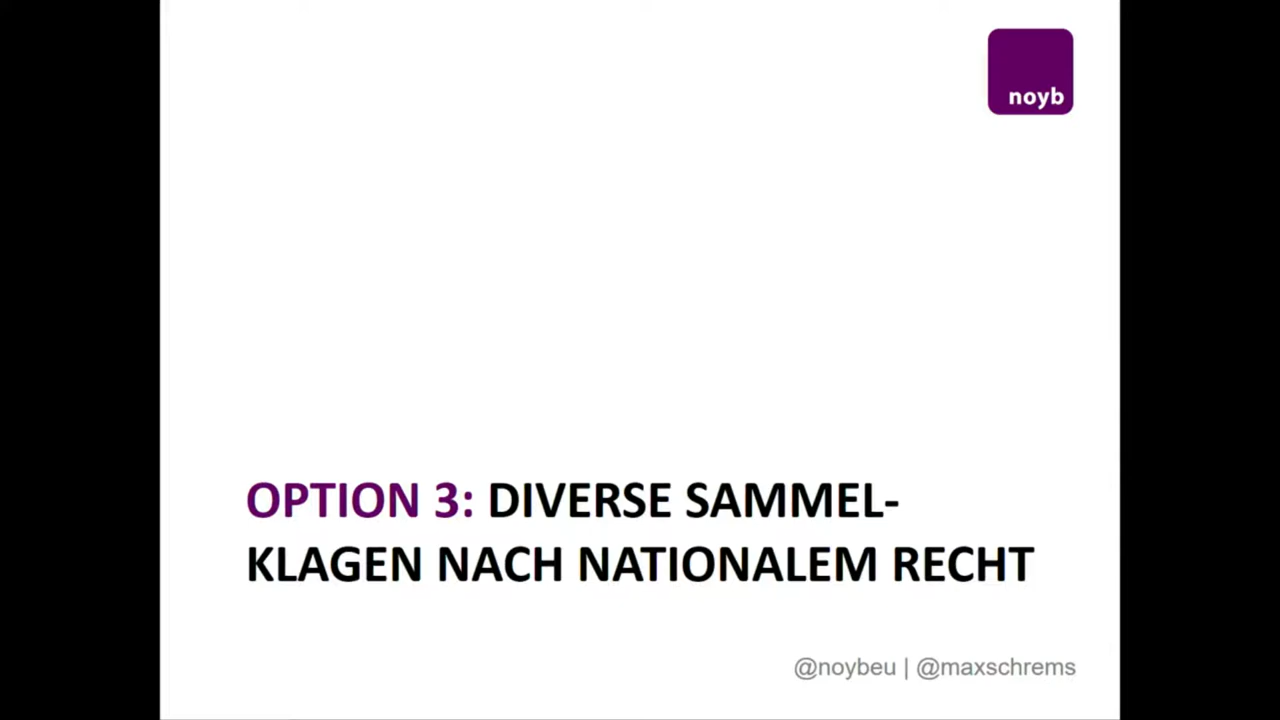 noyb
OPTION 3: DIVERSE SAMMEL-
KLAGEN NACH NATIONALEM RECHT
@noybeu | @maxschrems